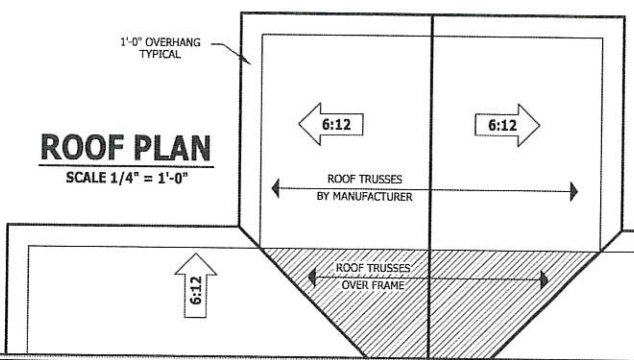 1'-0" OVERHANG
TYPICAL
6:12
6:12
ROOF PLAN
SCALE 1/4" = 1'-0"
ROOF TRUSSES
BY MANUFACTURER
ROOF TRUSSES
OVER FRAME
6:12